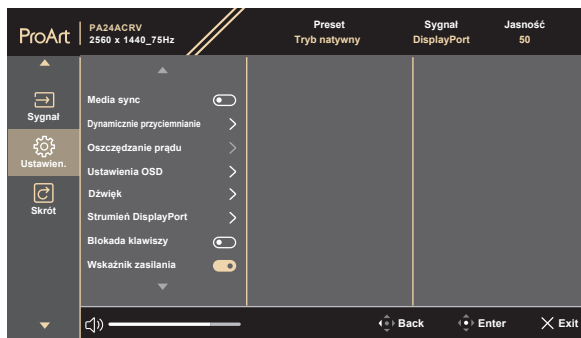 ProArt
PA24ACRV
2560 x 1440_75Hz
Preset
Tryb natywny
Sygnał
DisplayPort
Jasność
50
Sygnał
Ustawien.
Skrót
Media sync
Dynamicznie przyciemnianie
Oszczędzanie prądu
Ustawienia OSD
Dźwięk
Strumień DisplayPort
Blokada klawiszy
Wskaźnik zasilania
Back
Enter
Exit